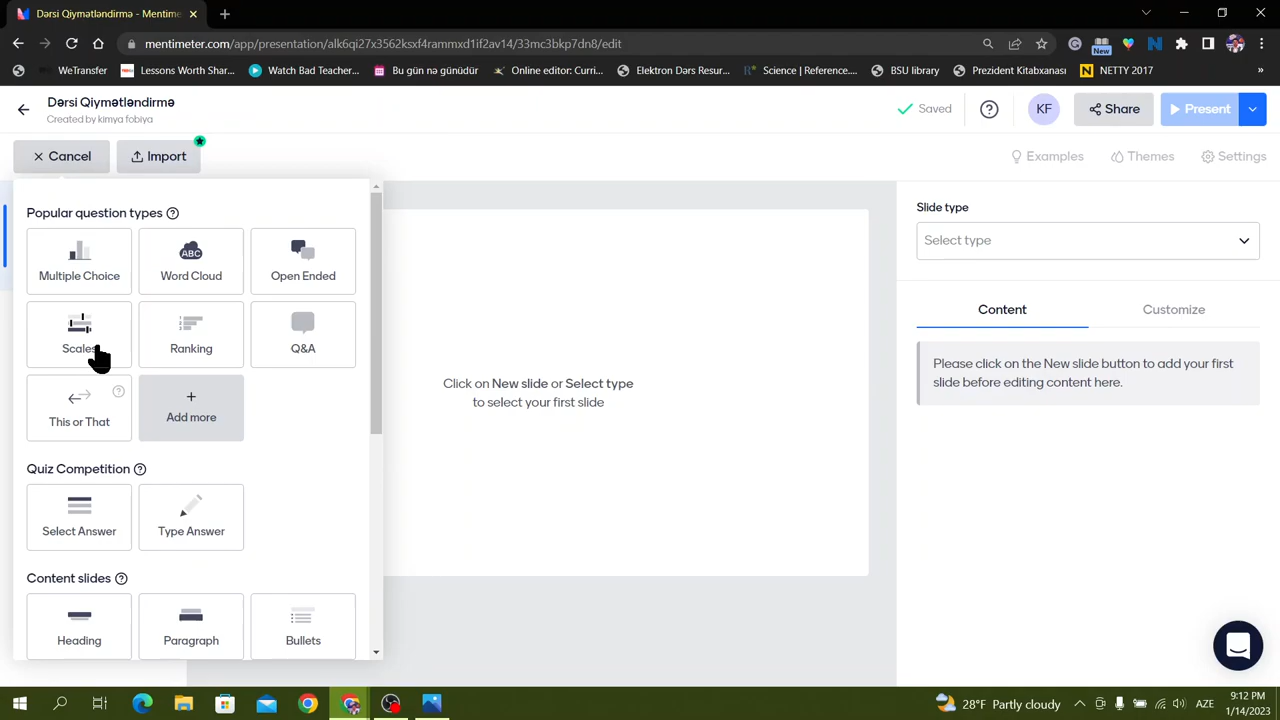 Dərsi Qiymətləndirmə - Mentime
mentimeter.com/app/presentation/alk6qi27x3562ksxf4rammxd1if2av14/33mc3bkp7dn8/edit
New
WeTransfer
Lessons Worth Shar...
Watch Bad Teacher...
Bu gün nə günüdür
Online editor: Curri...
Elektron Dərs Resur...
Science | Reference...
BSU library
Prezident Kitabxanası
NETTY 2017
»
Dərsi Qiymətləndirmə
Created by kimya fobiya
Saved
KF
Share
Present
Cancel
Import
Examples
Themes
Settings
Popular question types
Multiple Choice
Word Cloud
ABC
Open Ended
Scales
Ranking
Q&A
This or That
Add more
Quiz Competition
Select Answer
Type Answer
Content slides
Heading
Paragraph
Bullets
Click on New slide or Select type
to select your first slide
Slide type
Select type
Content
Customize
Please click on the New slide button to add your first
slide before editing content here.
28°F Partly cloudy
AZE
9:12 PM
1/14/2023